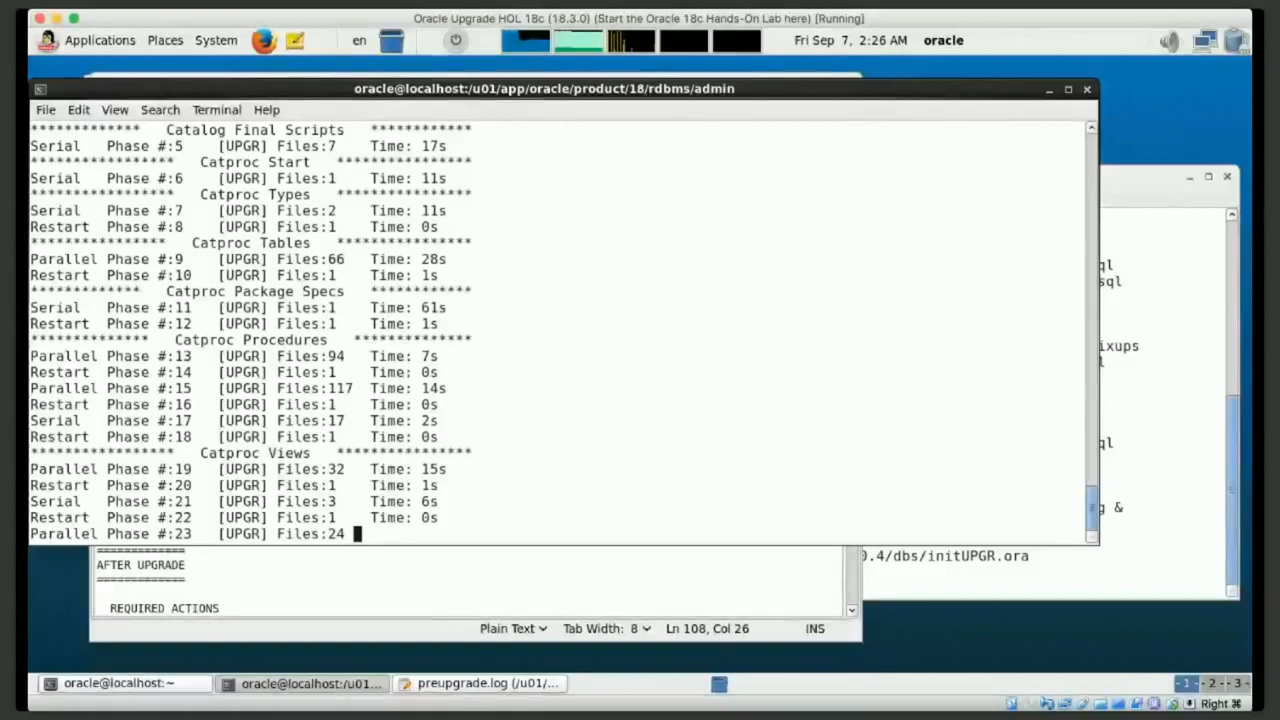 Oracle Upgrade HOL 18c (18.3.0) (Start the Oracle 18c Hands-On Lab here) [Running]
Applications Places System en Fri Sep 7, 2:26 AM oracle
oracle@localhost:/u01/app/oracle/product/18/rdbms/admin
File Edit View Search Terminal Help
************* Catalog Final Scripts ************
Serial Phase #:5 [UPGR] Files:7 Time: 17s
***************** Catproc Start ****************
Serial Phase #:6 [UPGR] Files:1 Time: 11s
***************** Catproc Types ****************
Serial Phase #:7 [UPGR] Files:2 Time: 11s
Restart Phase #:8 [UPGR] Files:1 Time: 0s
**************** Catproc Tables ****************
Parallel Phase #:9 [UPGR] Files:66 Time: 28s
Restart Phase #:10 [UPGR] Files:1 Time: 1s
************* Catproc Package Specs ************
Serial Phase #:11 [UPGR] Files:1 Time: 61s
Restart Phase #:12 [UPGR] Files:1 Time: 1s
************** Catproc Procedures **************
Parallel Phase #:13 [UPGR] Files:94 Time: 7s
Restart Phase #:14 [UPGR] Files:1 Time: 0s
Parallel Phase #:15 [UPGR] Files:117 Time: 14s
Restart Phase #:16 [UPGR] Files:1 Time: 0s
Serial Phase #:17 [UPGR] Files:17 Time: 2s
Restart Phase #:18 [UPGR] Files:1 Time: 0s
***************** Catproc Views ****************
Parallel Phase #:19 [UPGR] Files:32 Time: 15s
Restart Phase #:20 [UPGR] Files:1 Time: 1s
Serial Phase #:21 [UPGR] Files:3 Time: 6s
Restart Phase #:22 [UPGR] Files:1 Time: 0s
Parallel Phase #:23 [UPGR] Files:24
ql
sql
ixups
ql
g &
0.4/dbs/initUPGR.ora
=============
AFTER UPGRADE
=============
REQUIRED ACTIONS
Plain Text Tab Width: 8 Ln 108, Col 26 INS
oracle@localhost:~ oracle@localhost:/u01... preupgrade.log (/u01/... - 1 - - 2 - - 3 -
Right ⌘